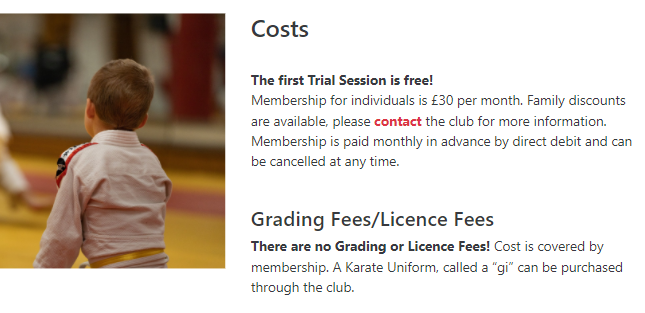 Costs
The first Trial Session is free!
Membership for individuals is £30 per month. Family discounts
are available, please contact the club for more information.
Membership is paid monthly in advance by direct debit and can
be cancelled at any time.
Grading Fees/Licence Fees
There are no Grading or Licence Fees! Cost is covered by
membership. A Karate Uniform, called a “gi” can be purchased
through the club.